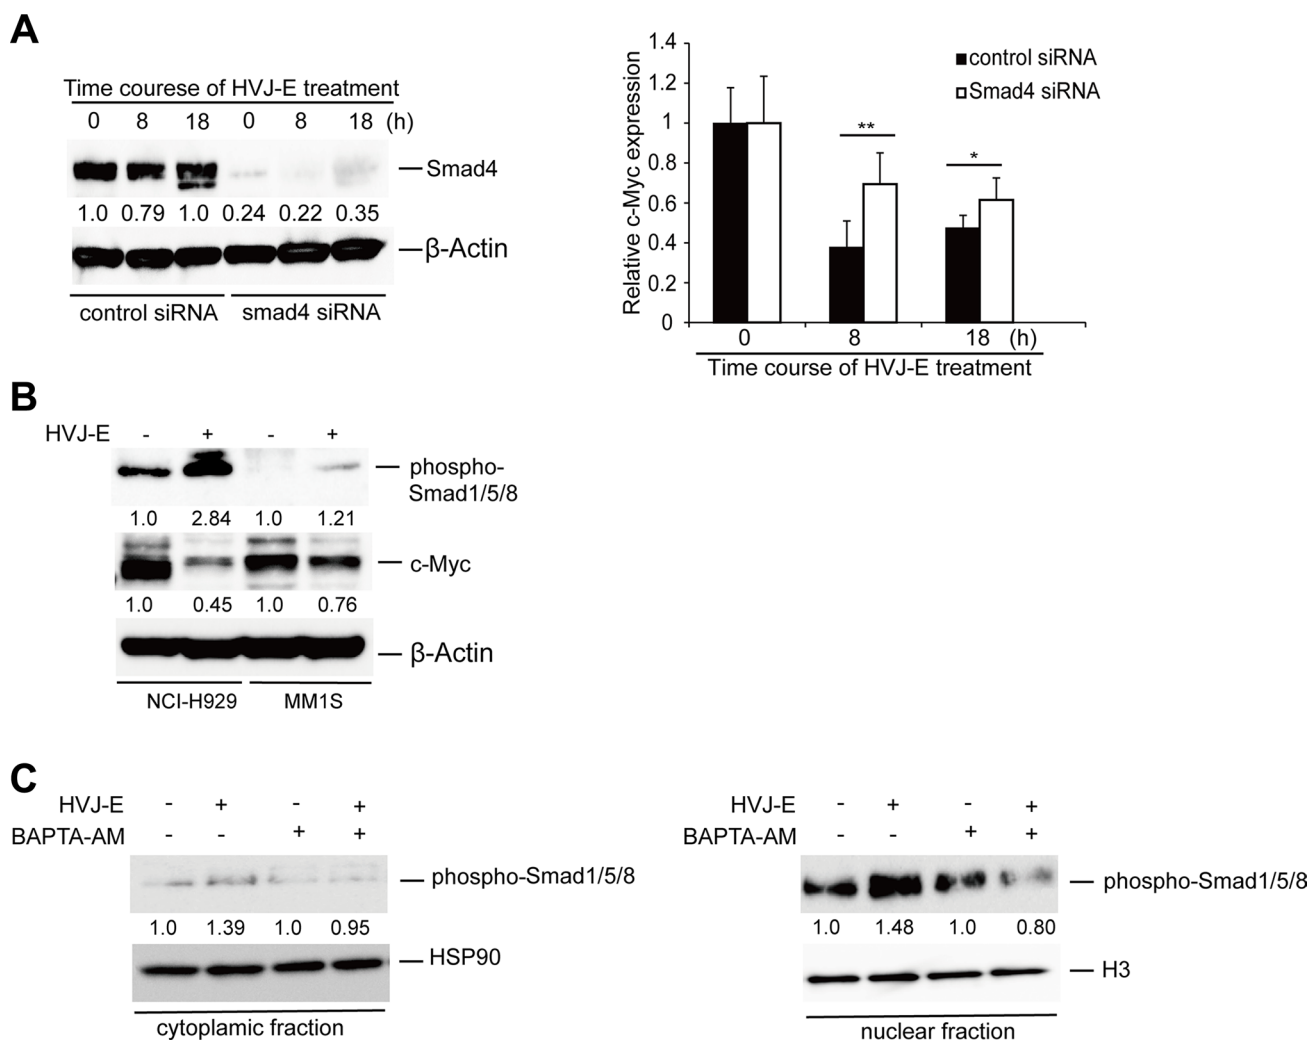 A
Time courese of HVJ-E treatment
0 8 18 0 8 18 (h)
Smad4
1.0 0.79 1.0 0.24 0.22 0.35
β-Actin
control siRNA smad4 siRNA
Relative c-Myc expression
1.4
1.2
1
0.8
0.6
0.4
0.2
0
control siRNA
Smad4 siRNA
**
*
0 8 18 (h)
Time course of HVJ-E treatment
B
HVJ-E - + - +
phospho-
Smad1/5/8
1.0 2.84 1.0 1.21
c-Myc
1.0 0.45 1.0 0.76
β-Actin
NCI-H929 MM1S
C
HVJ-E - + - +
BAPTA-AM - - + +
phospho-Smad1/5/8
1.0 1.39 1.0 0.95
HSP90
cytoplamic fraction
HVJ-E - + - +
BAPTA-AM - - + +
phospho-Smad1/5/8
1.0 1.48 1.0 0.80
H3
nuclear fraction